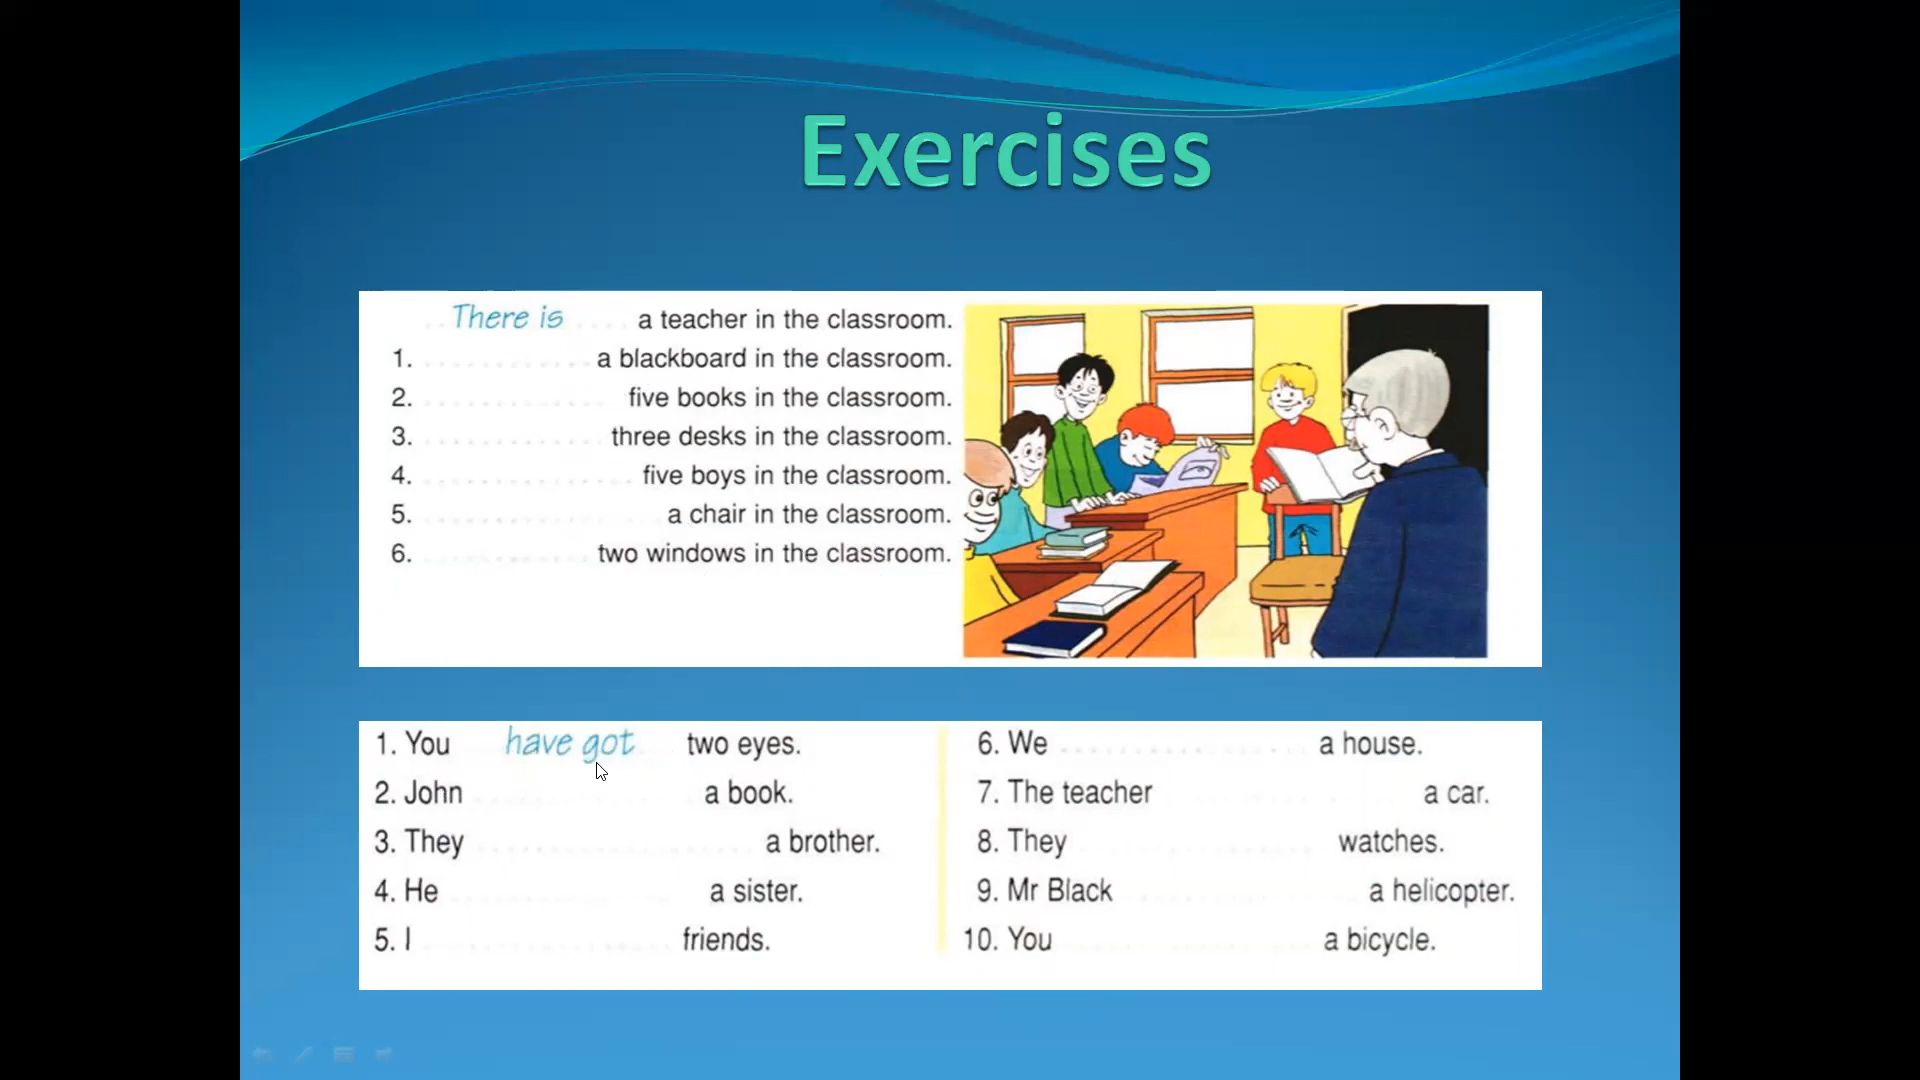 Exercises
There is a teacher in the classroom.
1. a blackboard in the classroom.
2. five books in the classroom.
3. three desks in the classroom.
4. five boys in the classroom.
5. a chair in the classroom.
6. two windows in the classroom.
1. You have got two eyes.
2. John a book.
3. They a brother.
4. He a sister.
5. I friends.
6. We a house.
7. The teacher a car.
8. They watches.
9. Mr Black a helicopter.
10. You a bicycle.